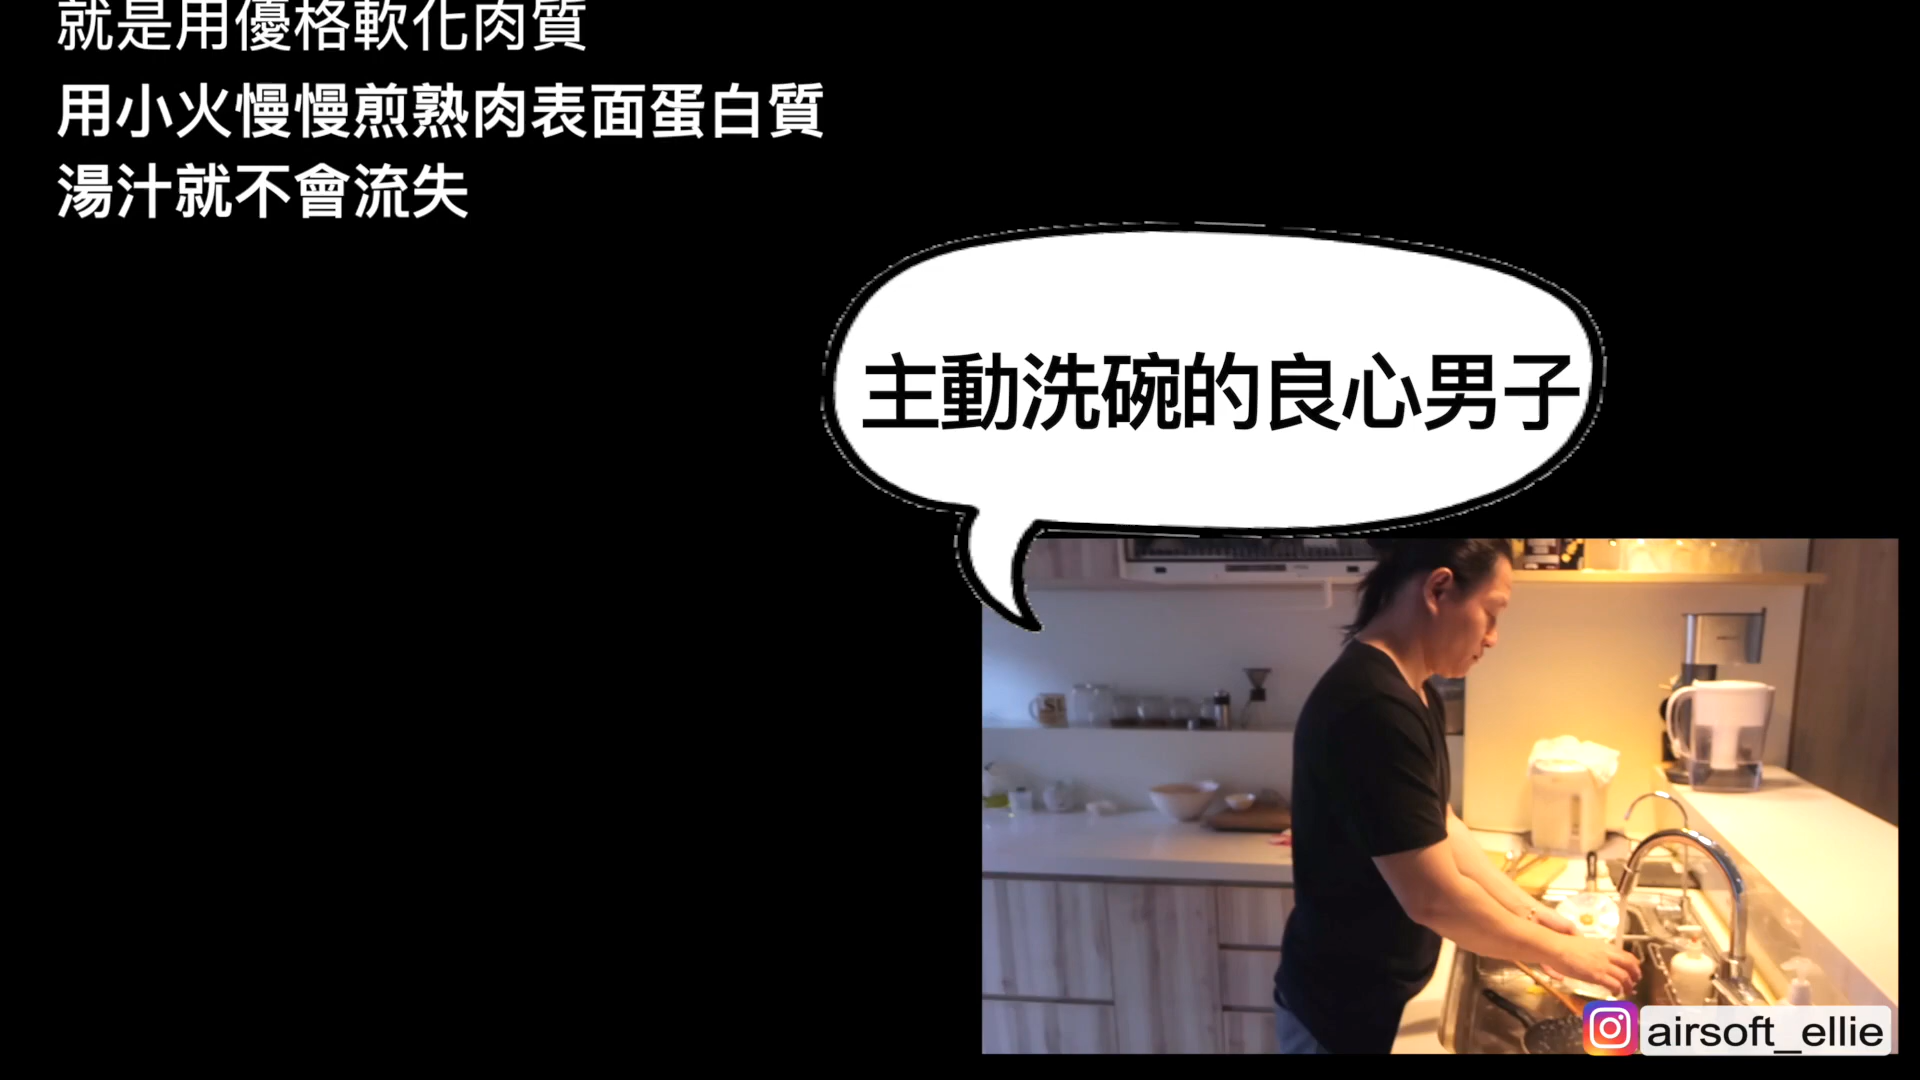 就是用優格軟化肉質
用小火慢慢煎熟肉表面蛋白質
湯汁就不會流失
主動洗碗的良心男子
airsoft_ellie